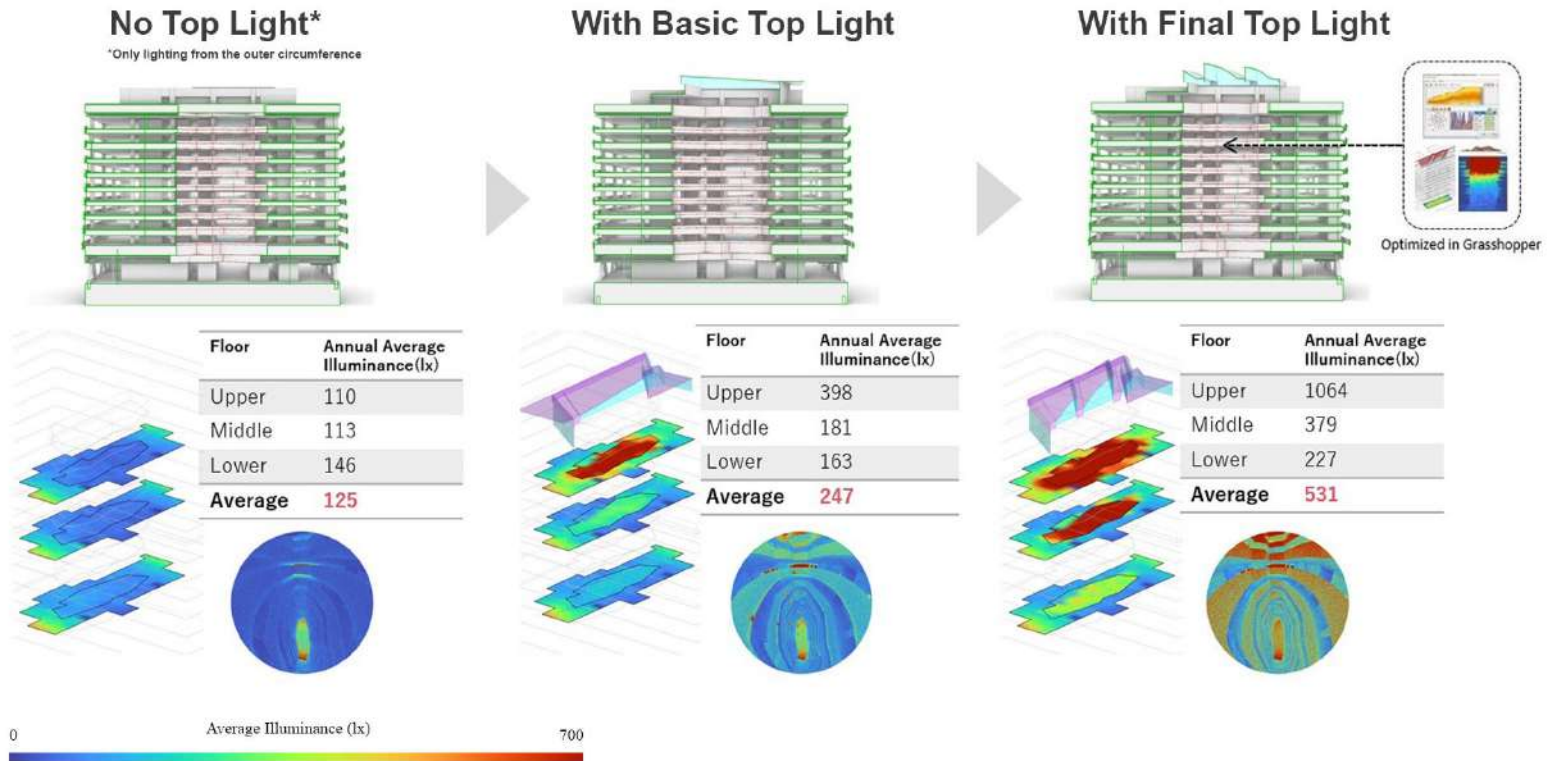 No Top Light*
*Only lighting from the outer circumference
With Basic Top Light
With Final Top Light
Optimized in Grasshopper
Floor Annual Average
Illuminance(lx)
Upper 110
Middle 113
Lower 146
Average 125
Floor Annual Average
Illuminance(lx)
Upper 398
Middle 181
Lower 163
Average 247
Floor Annual Average
Illuminance(lx)
Upper 1064
Middle 379
Lower 227
Average 531
0 Average Illuminance (lx) 700